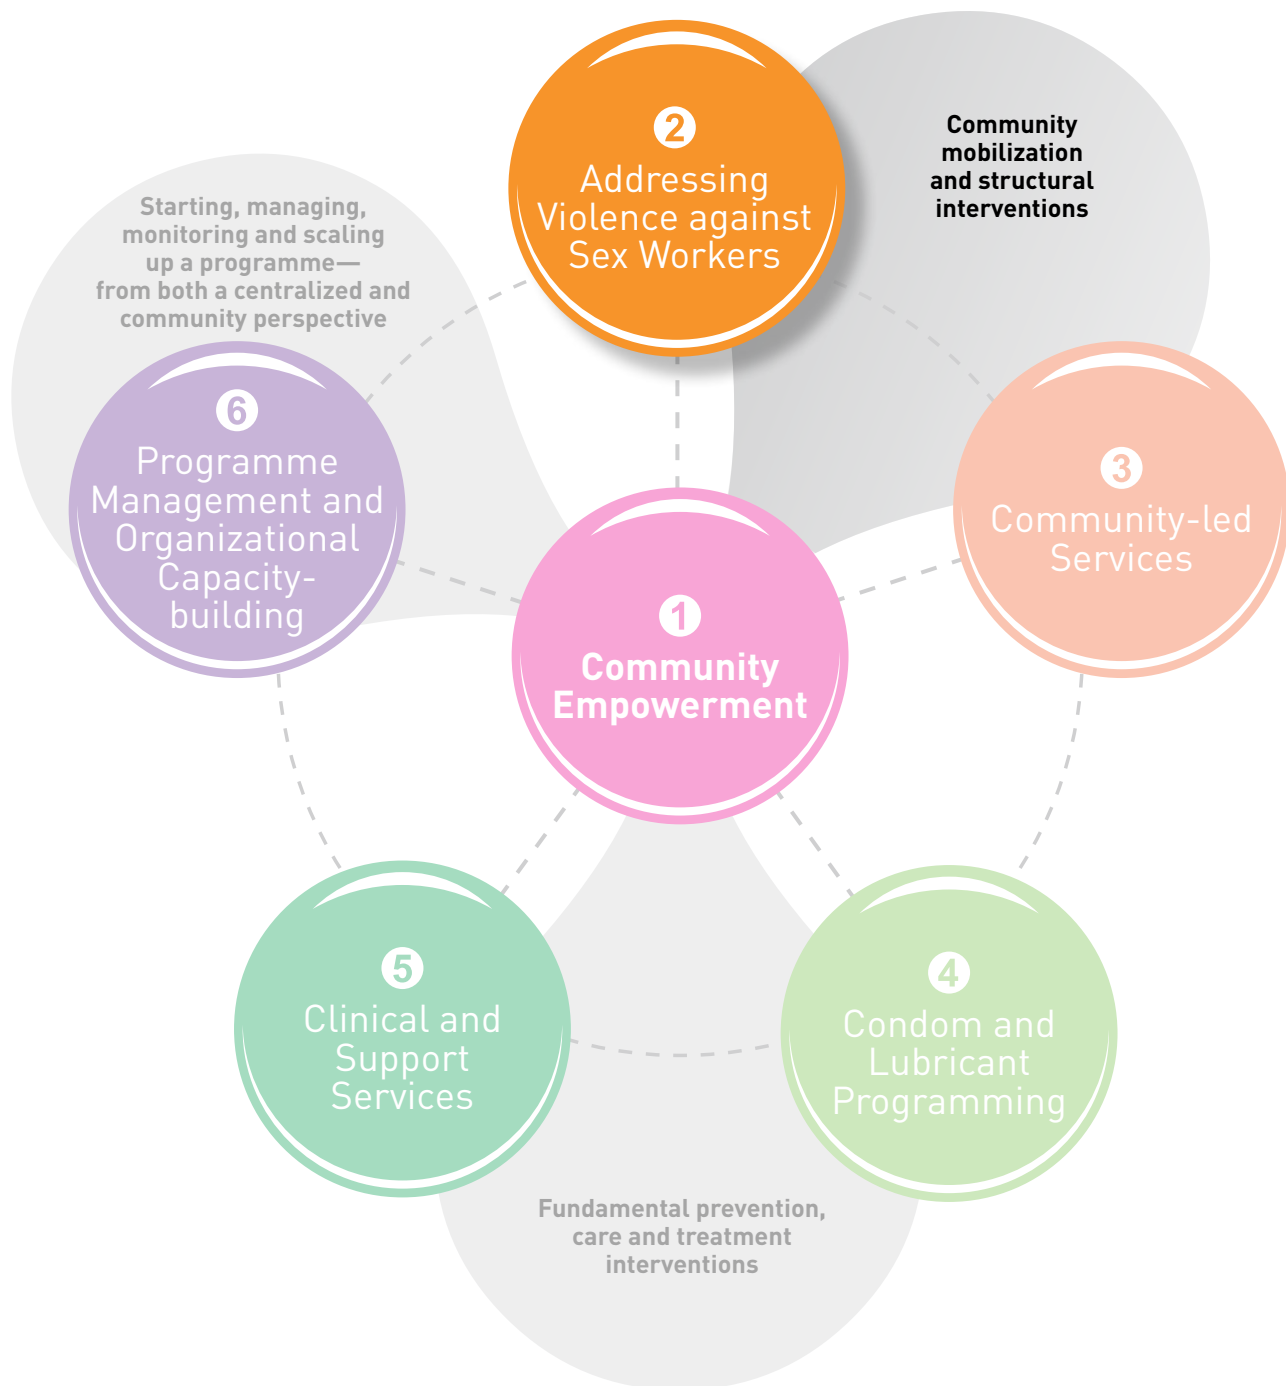 2
Addressing
Violence against
Sex Workers
Community
mobilization
and structural
interventions
Starting, managing,
monitoring and scaling
up a programme—
from both a centralized and
community perspective
6
Programme
Management and
Organizational
Capacity-
building
3
Community-led
Services
1
Community
Empowerment
5
Clinical and
Support
Services
4
Condom and
Lubricant
Programming
Fundamental prevention,
care and treatment
interventions